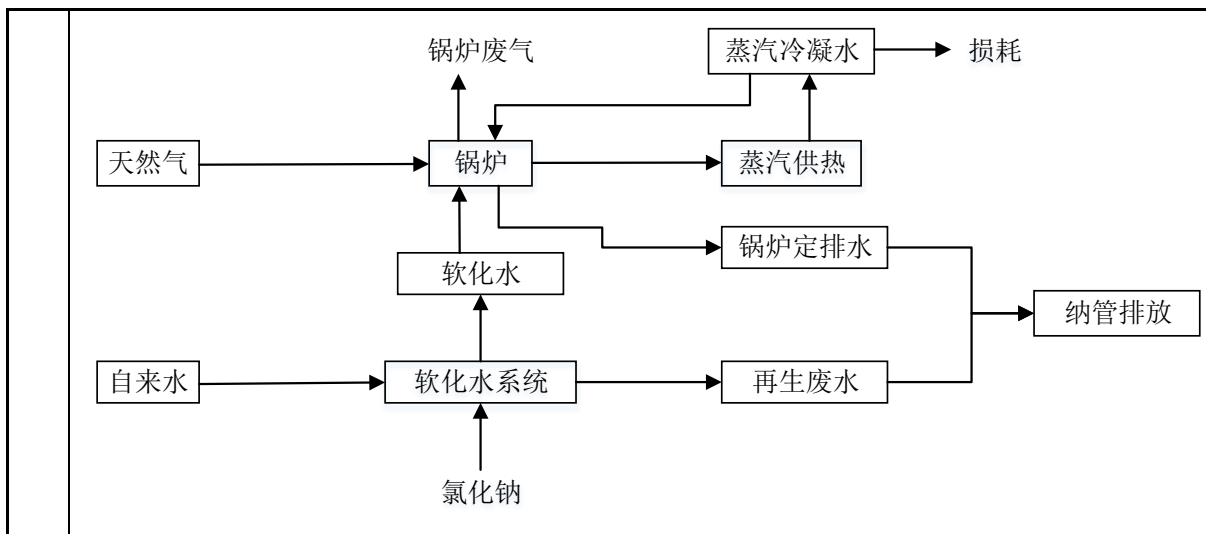 锅炉废气
蒸汽冷凝水
损耗
天然气
锅炉
蒸汽供热
锅炉定排水
软化水
纳管排放
自来水
软化水系统
再生废水
氯化钠